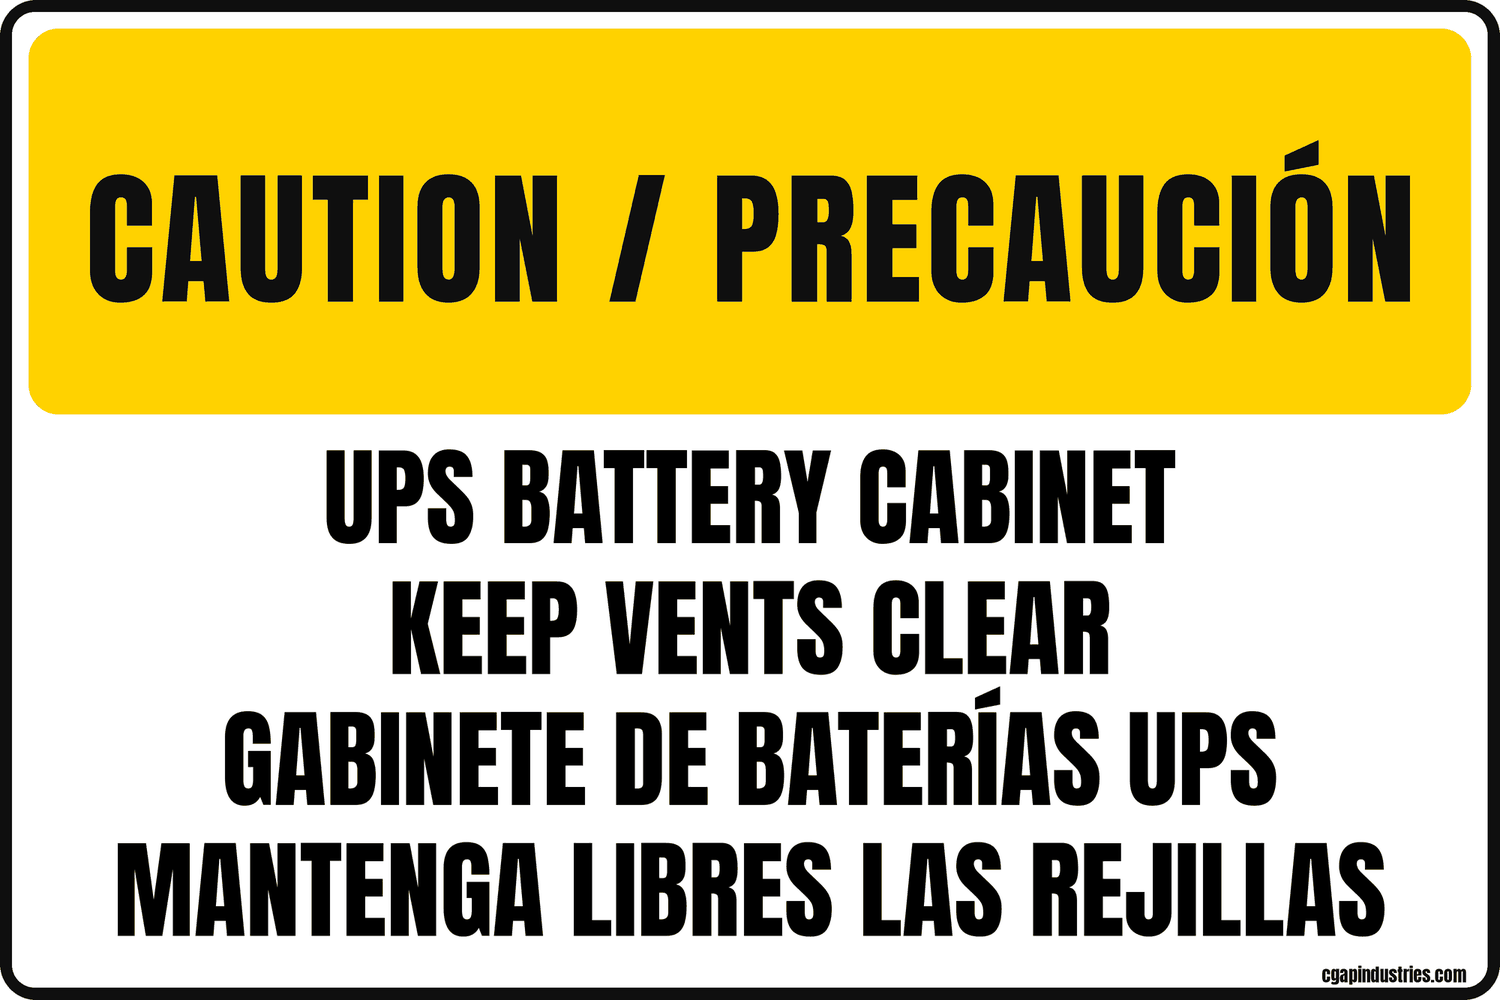 CAUTION / PRECAUCIÓN
UPS BATTERY CABINET
KEEP VENTS CLEAR
GABINETE DE BATERÍAS UPS
MANTENGA LIBRES LAS REJILLAS
cgapindustries.com